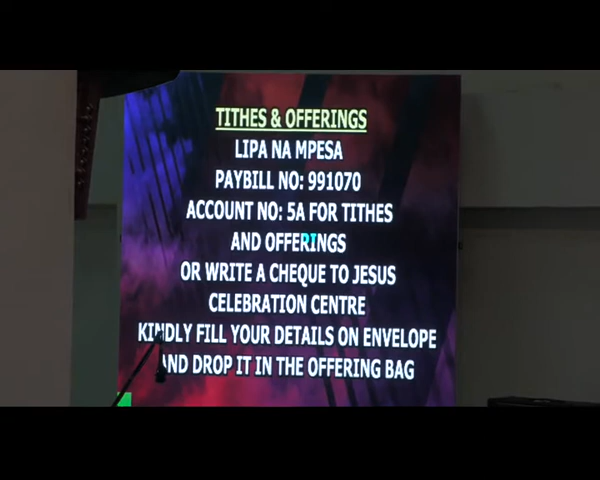 TITHES & OFFERINGS
LIPA NA MPESA
PAYBILL NO: 991070
ACCOUNT NO: 5A FOR TITHES
AND OFFERINGS
OR WRITE A CHEQUE TO JESUS
CELEBRATION CENTRE
KINDLY FILL YOUR DETAILS ON ENVELOPE
AND DROP IT IN THE OFFERING BAG